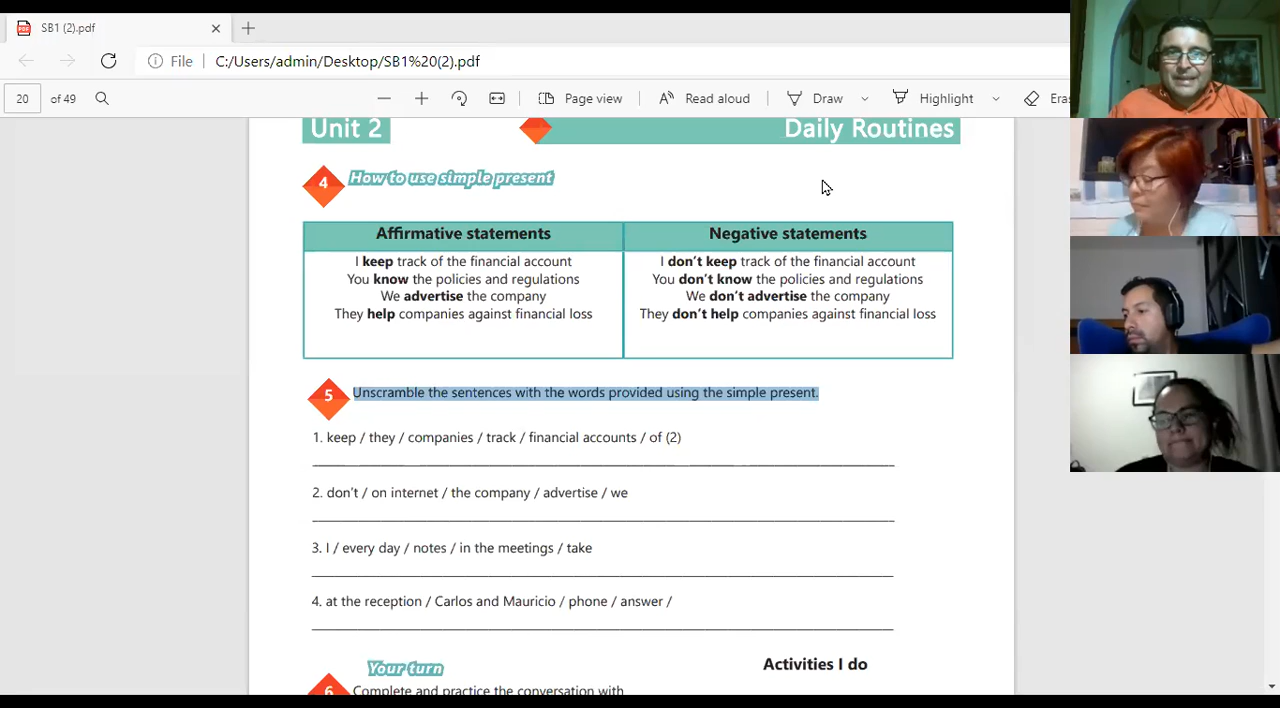 SB1 (2).pdf
File
C:/Users/admin/Desktop/SB1%20(2).pdf
20 of 49
Page view
Read aloud
Draw
Highlight
Eras
Unit 2
Daily Routines
4 How to use simple present
Affirmative statements
I keep track of the financial account
You know the policies and regulations
We advertise the company
They help companies against financial loss
Negative statements
I don't keep track of the financial account
You don't know the policies and regulations
We don't advertise the company
They don't help companies against financial loss
5 Unscramble the sentences with the words provided using the simple present.
1. keep / they / companies / track / financial accounts / of (2)
2. don't / on internet / the company / advertise / we
3. I / every day / notes / in the meetings / take
4. at the reception / Carlos and Mauricio / phone / answer /
Your turn
Activities I do
6 Complete and practice the conversation with